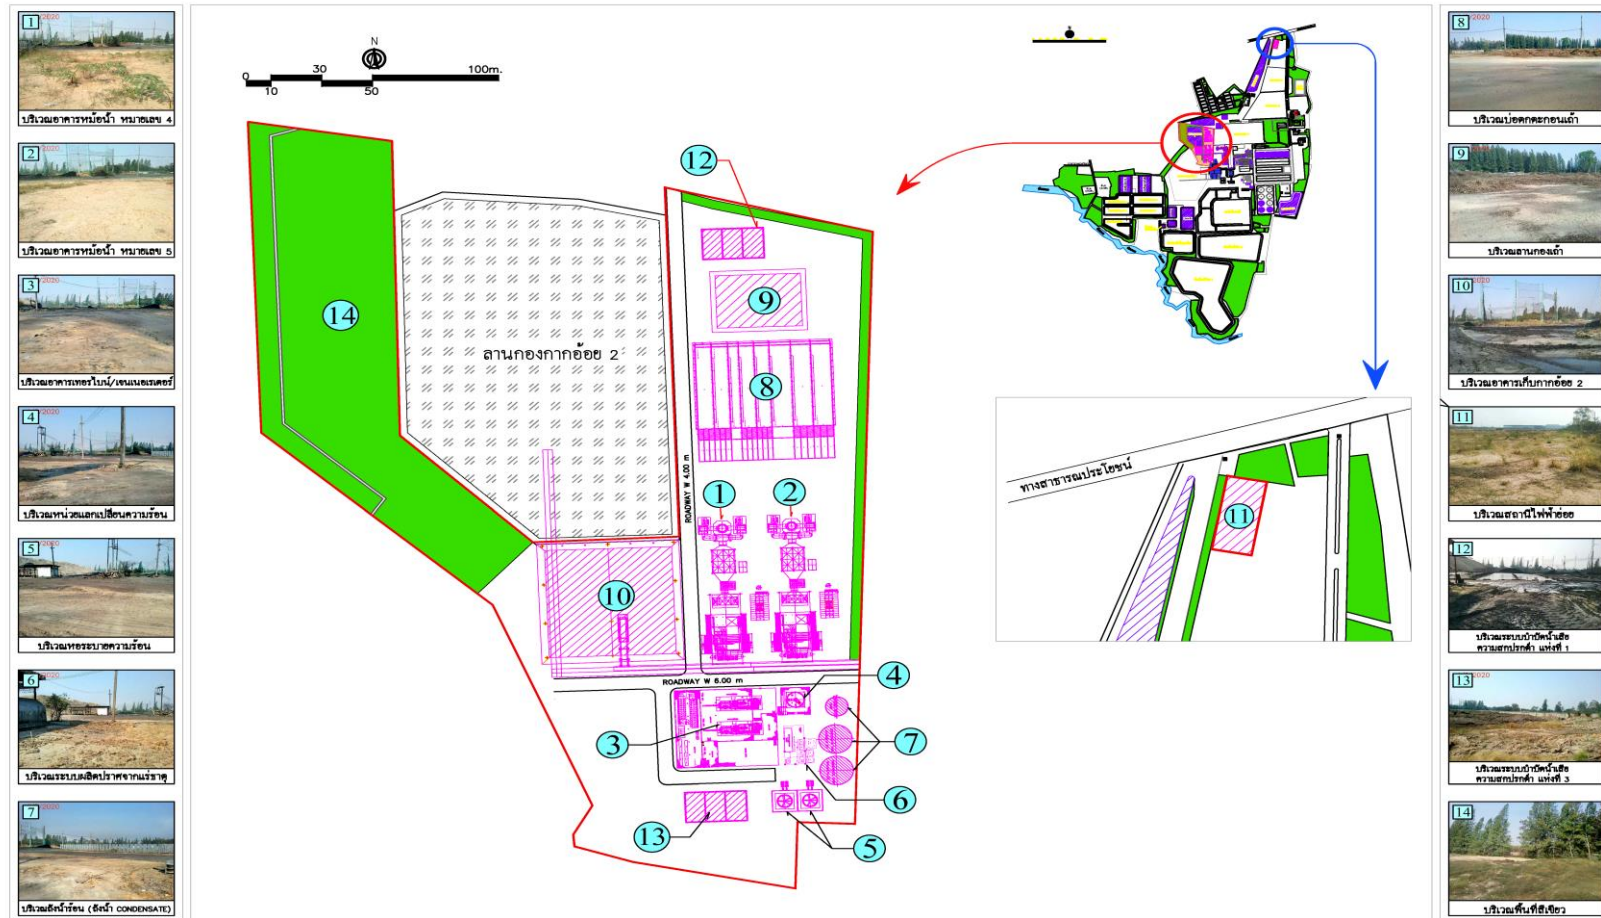 1
บริเวณอาคารหม้อน้ำ หมายเลข 4
2
บริเวณอาคารหม้อน้ำ หมายเลข 5
3
บริเวณอาคารเทอร์ไบน์/เจนเนอเรเตอร์
4
บริเวณหน่วยแลกเปลี่ยนความร้อน
5
บริเวณหอระบายความร้อน
6
บริเวณระบบผลิตปราศจากแร่ธาตุ
7
บริเวณถังน้ำร้อน (ถังน้ำ CONDENSATE)
N
0 30 100m.
10 50
12
14
9
ลานกองกากอ้อย 2
8
ROADWAY W 4.00 m
1
2
10
ROADWAY W 6.00 m
4
3
7
6
13
5
ทางสาธารณประโยชน์
11
8
บริเวณบ่อตกตะกอนเถ้า
9
บริเวณลานกองเถ้า
10
บริเวณอาคารเก็บกากอ้อย 2
11
บริเวณสถานีไฟฟ้าย่อย
12
บริเวณระบบบำบัดน้ำเสีย
ความสกปรกต่ำ แห่งที่ 1
13
บริเวณระบบบำบัดน้ำเสีย
ความสกปรกต่ำ แห่งที่ 3
14
บริเวณพื้นที่สีเขียว